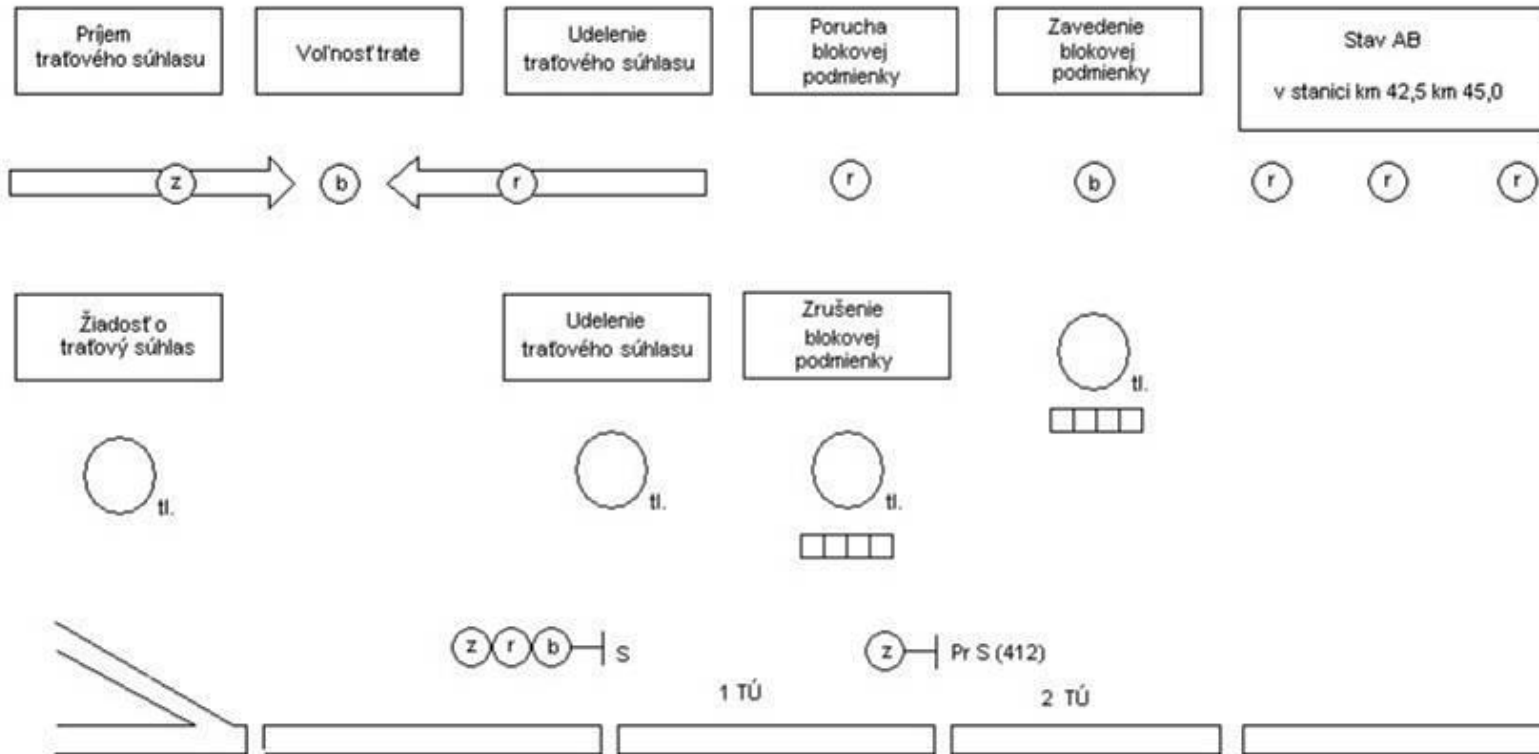 Príjem
traťového súhlasu
Voľnosť trate
Udelenie
traťového súhlasu
Porucha
blokovej
podmienky
Zavedenie
blokovej
podmienky
Stav AB
v stanici km 42,5 km 45,0
z
b
r
r
b
r
r
r
Žiadosť o
traťový súhlas
Udelenie
traťového súhlasu
Zrušenie
blokovej
podmienky
tl.
tl.
tl.
tl.
z r b S
z Pr S (412)
1 TÚ
2 TÚ